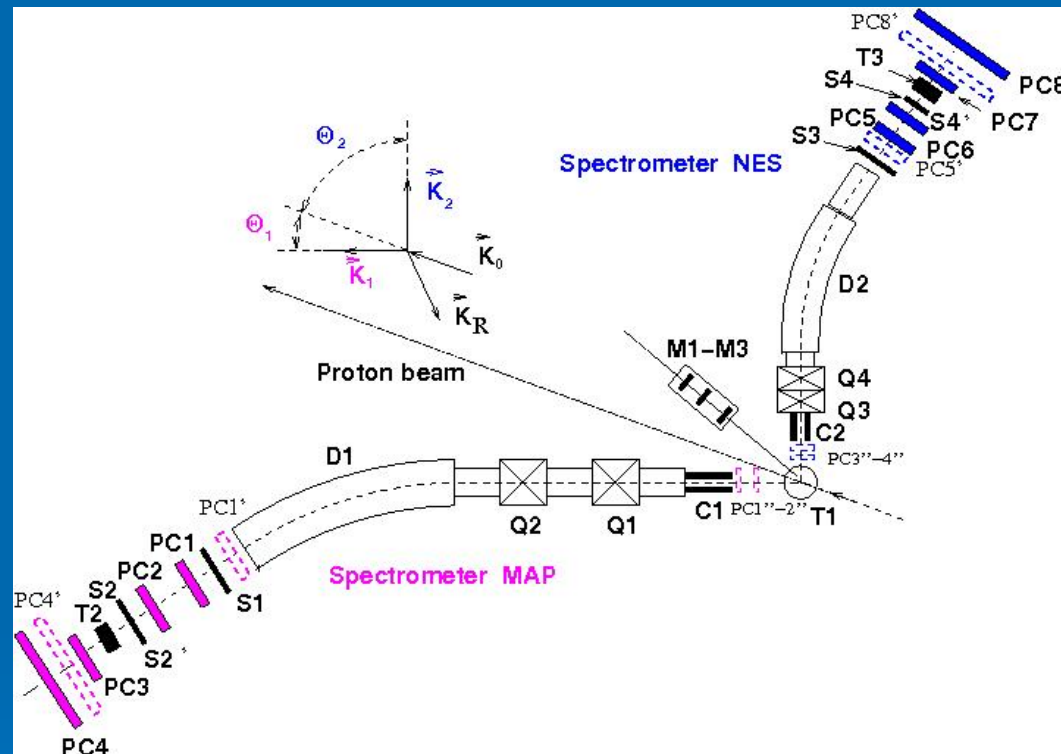 PC8'
T3
PC8
S4
PC7
PC5
S4'
S3
PC6
PC5'
Spectrometer NES
Θ2
K2
Θ1
K1
K0
KR
D2
M1-M3
Proton beam
Q4
Q3
C2
PC3''-4''
D1
PC1'
Q2
Q1
C1
PC1''-2''
T1
PC1
Spectrometer MAP
S1
PC2
S2
PC4'
T2
S2'
PC3
PC4